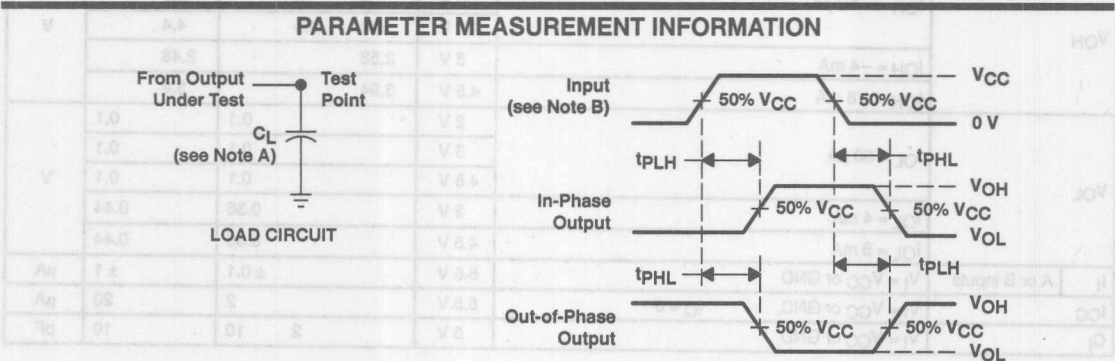 PARAMETER MEASUREMENT INFORMATION
From Output
Under Test
Test
Point
CL
(see Note A)
LOAD CIRCUIT
Input
(see Note B)
50% VCC
50% VCC
VCC
0 V
tPLH
tPHL
In-Phase
Output
50% VCC
50% VCC
VOH
VOL
tPHL
tPLH
Out-of-Phase
Output
50% VCC
50% VCC
VOH
VOL